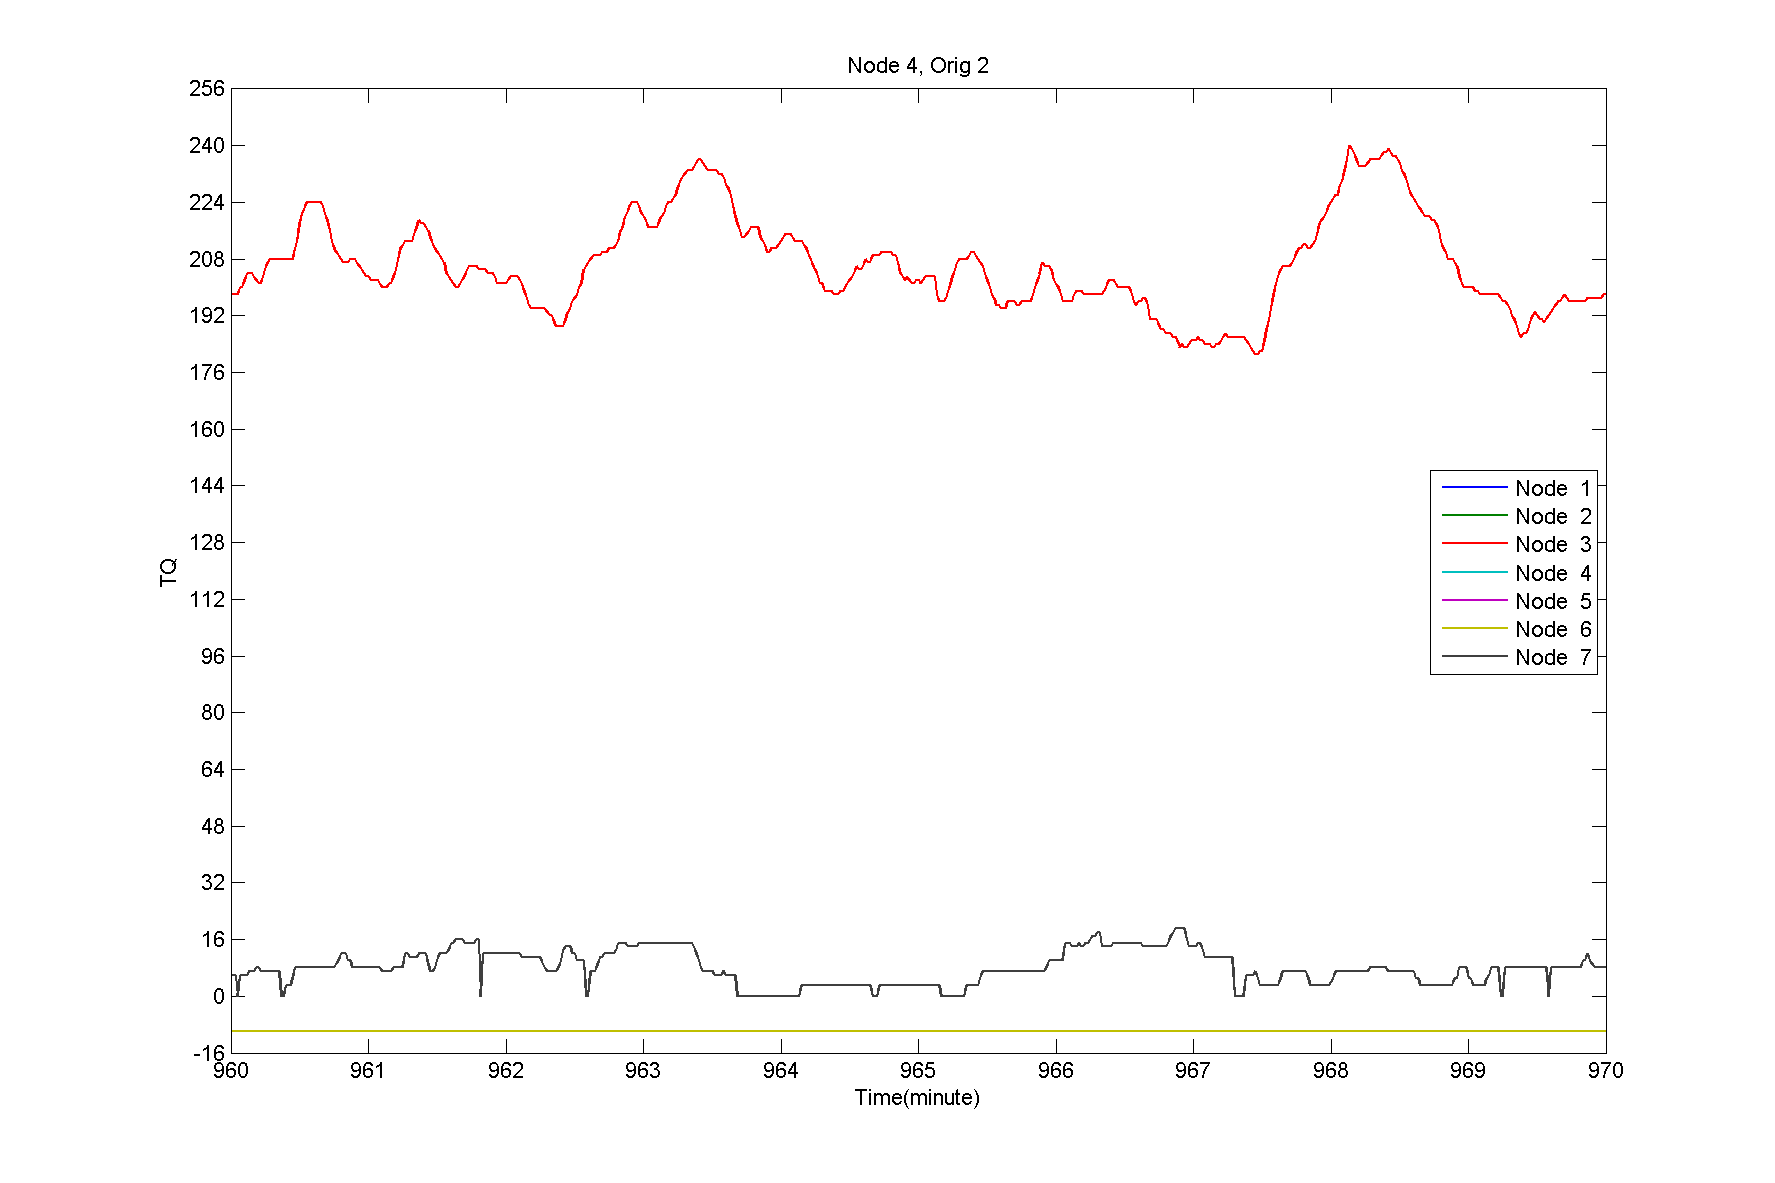 Node 4, Orig 2
256
240
224
208
192
176
160
144
128
112
96
80
64
48
32
16
0
-16
TQ
Node 1
Node 2
Node 3
Node 4
Node 5
Node 6
Node 7
960 961 962 963 964 965 966 967 968 969 970
Time(minute)